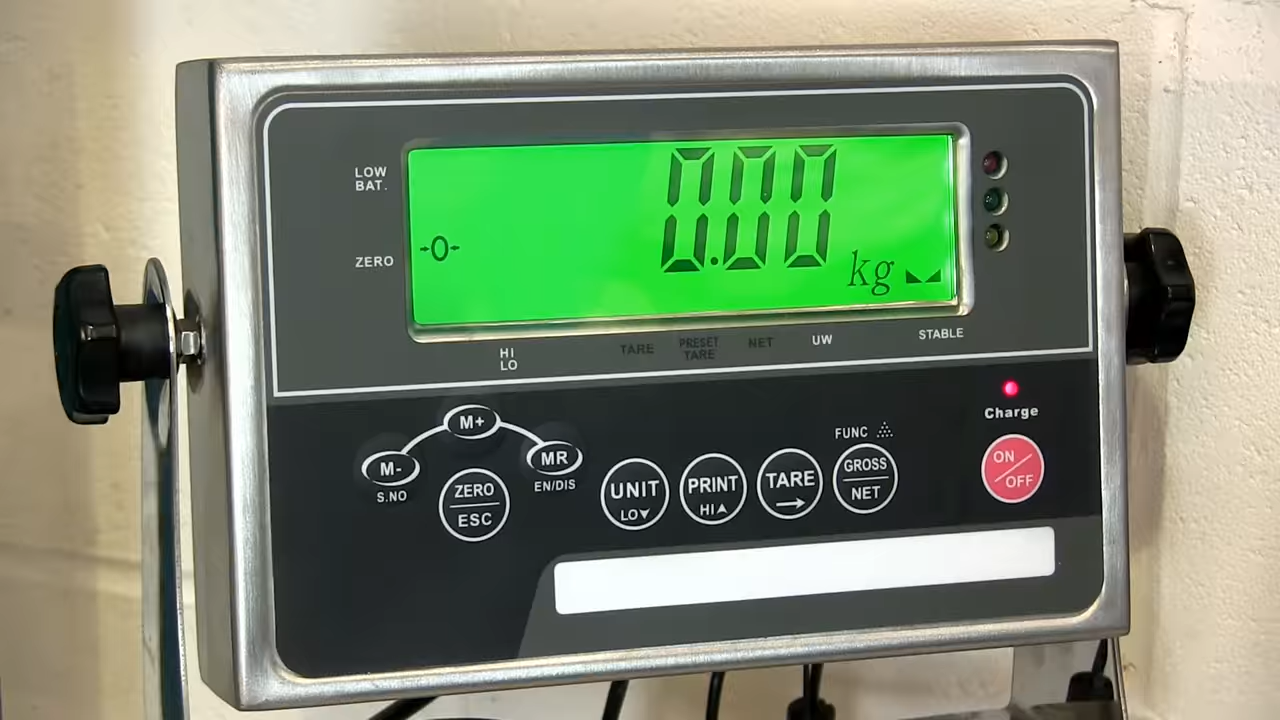 LOW
BAT.
0.00
ZERO
→0←
kg
HI
LO
TARE
PRESET
TARE
NET
UW
STABLE
Charge
M+
M-
S.NO
MR
EN/DIS
ZERO
ESC
UNIT
LO▼
PRINT
HI▲
TARE
→
FUNC
GROSS
NET
ON
OFF